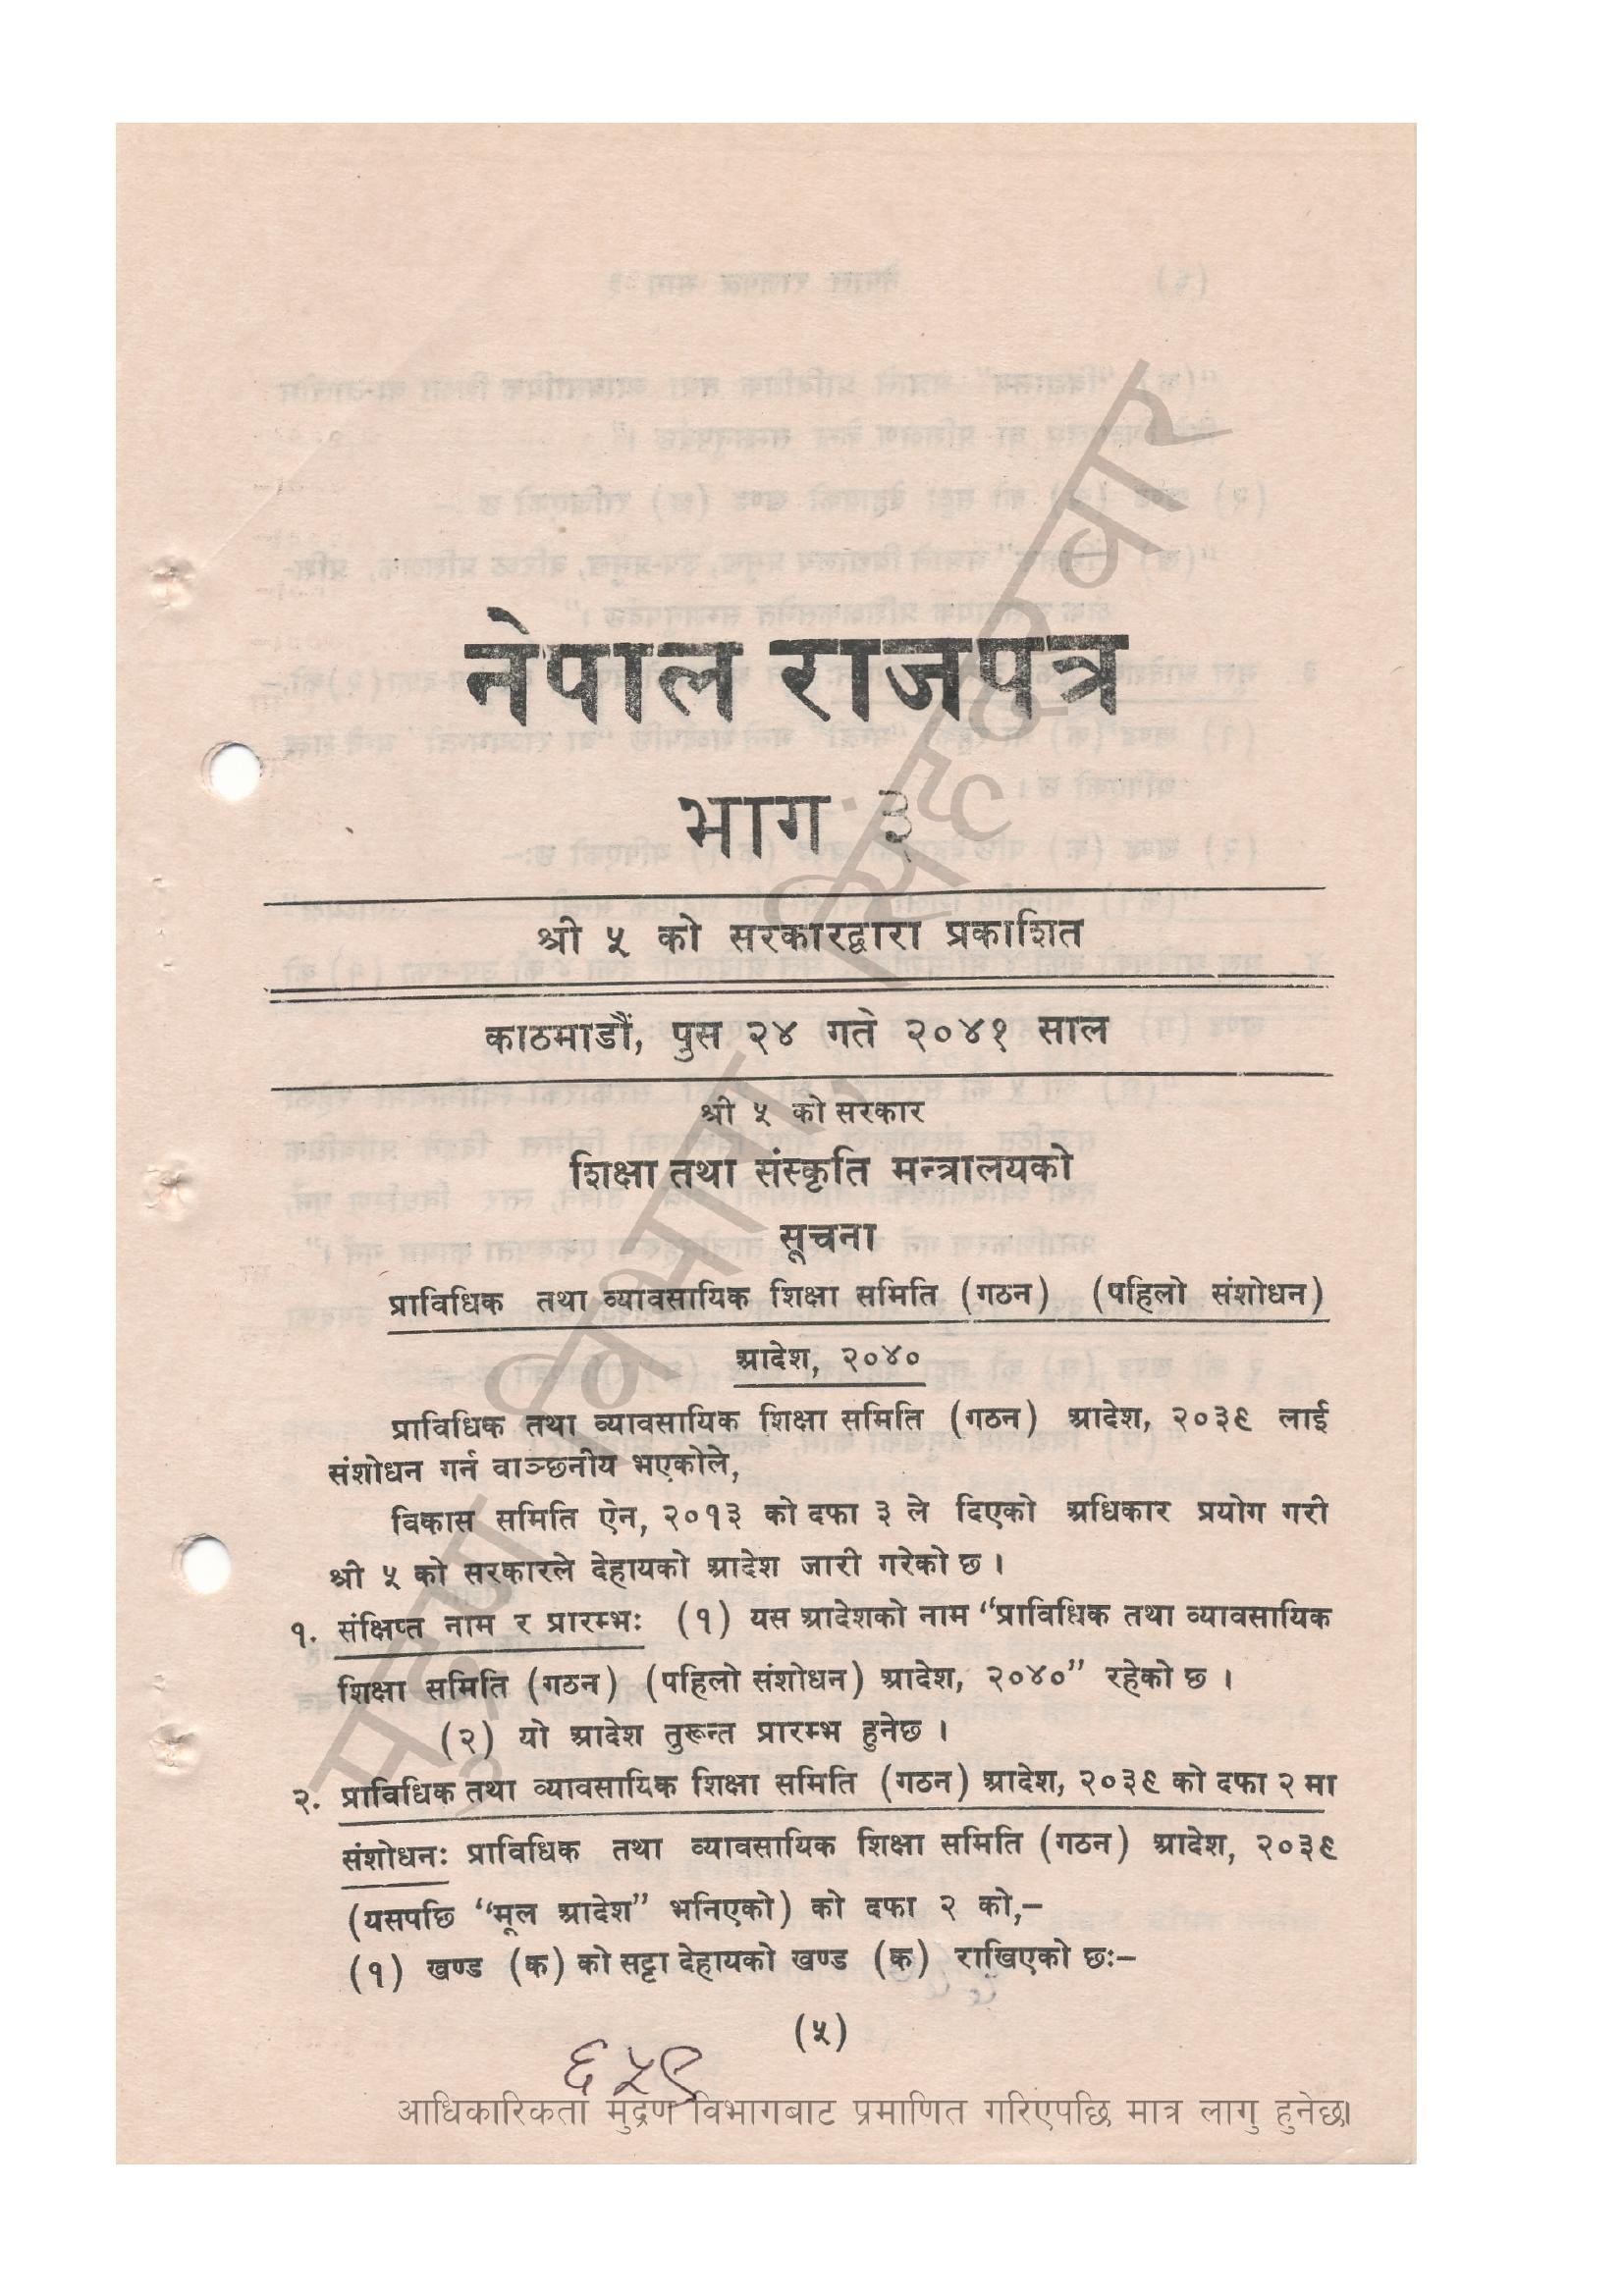 नेपाल राजपत्र
भाग ३
श्री ५ को सरकारद्वारा प्रकाशित
काठमाडौं, पुस २४ गते २०४१ साल
श्री ५ को सरकार
शिक्षा तथा संस्कृति मन्त्रालयको
सूचना
प्राविधिक तथा व्यावसायिक शिक्षा समिति (गठन) (पहिलो संशोधन)
आदेश, २०४०
प्राविधिक तथा व्यावसायिक शिक्षा समिति (गठन) आदेश, २०३९ लाई
संशोधन गर्न वाञ्छनीय भएकोले,
विकास समिति ऐन, २०१३ को दफा ३ ले दिएको अधिकार प्रयोग गरी
श्री ५ को सरकारले देहायको आदेश जारी गरेको छ ।
१. संक्षिप्त नाम र प्रारम्भः (१) यस आदेशको नाम “प्राविधिक तथा व्यावसायिक
शिक्षा समिति (गठन) (पहिलो संशोधन) आदेश, २०४०” रहेको छ ।
(२) यो आदेश तुरून्त प्रारम्भ हुनेछ ।
२. प्राविधिक तथा व्यावसायिक शिक्षा समिति (गठन) आदेश, २०३९ को दफा २ मा
संशोधनः प्राविधिक तथा व्यावसायिक शिक्षा समिति (गठन) आदेश, २०३९
(यसपछि “मूल आदेश” भनिएको) को दफा २ को,–
(१) खण्ड (क) को सट्टा देहायको खण्ड (क) राखिएको छः–
(५)
६५९
आधिकारिकता मुद्रण विभागबाट प्रमाणित गरिएपछि मात्र लागु हुनेछ।
मुद्रण विभाग, सिंहदरवार